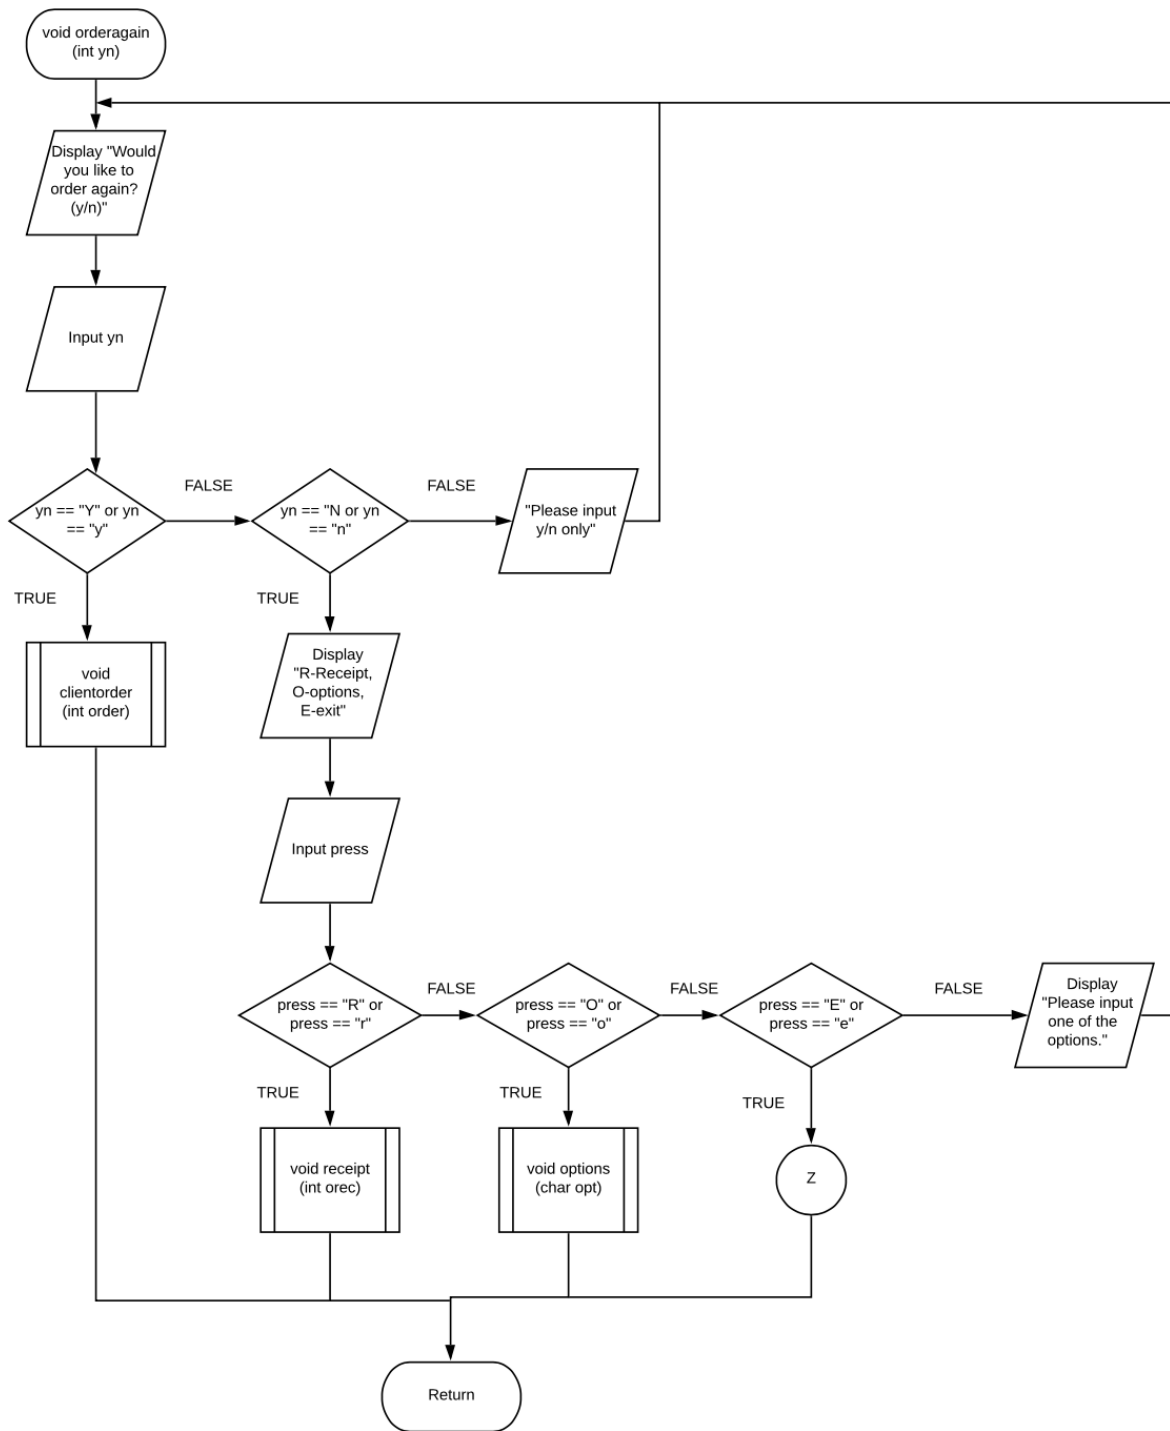 void orderagain
(int yn)
Display "Would
you like to
order again?
(y/n)"
Input yn
yn == "Y" or yn
== "y"
FALSE
yn == "N or yn
== "n"
FALSE
"Please input
y/n only"
TRUE
TRUE
void
clientorder
(int order)
Display
"R-Receipt,
O-options,
E-exit"
Input press
press == "R" or
press == "r"
FALSE
press == "O" or
press == "o"
FALSE
press == "E" or
press == "e"
FALSE
Display
"Please input
one of the
options."
TRUE
TRUE
TRUE
void receipt
(int orec)
void options
(char opt)
Z
Return